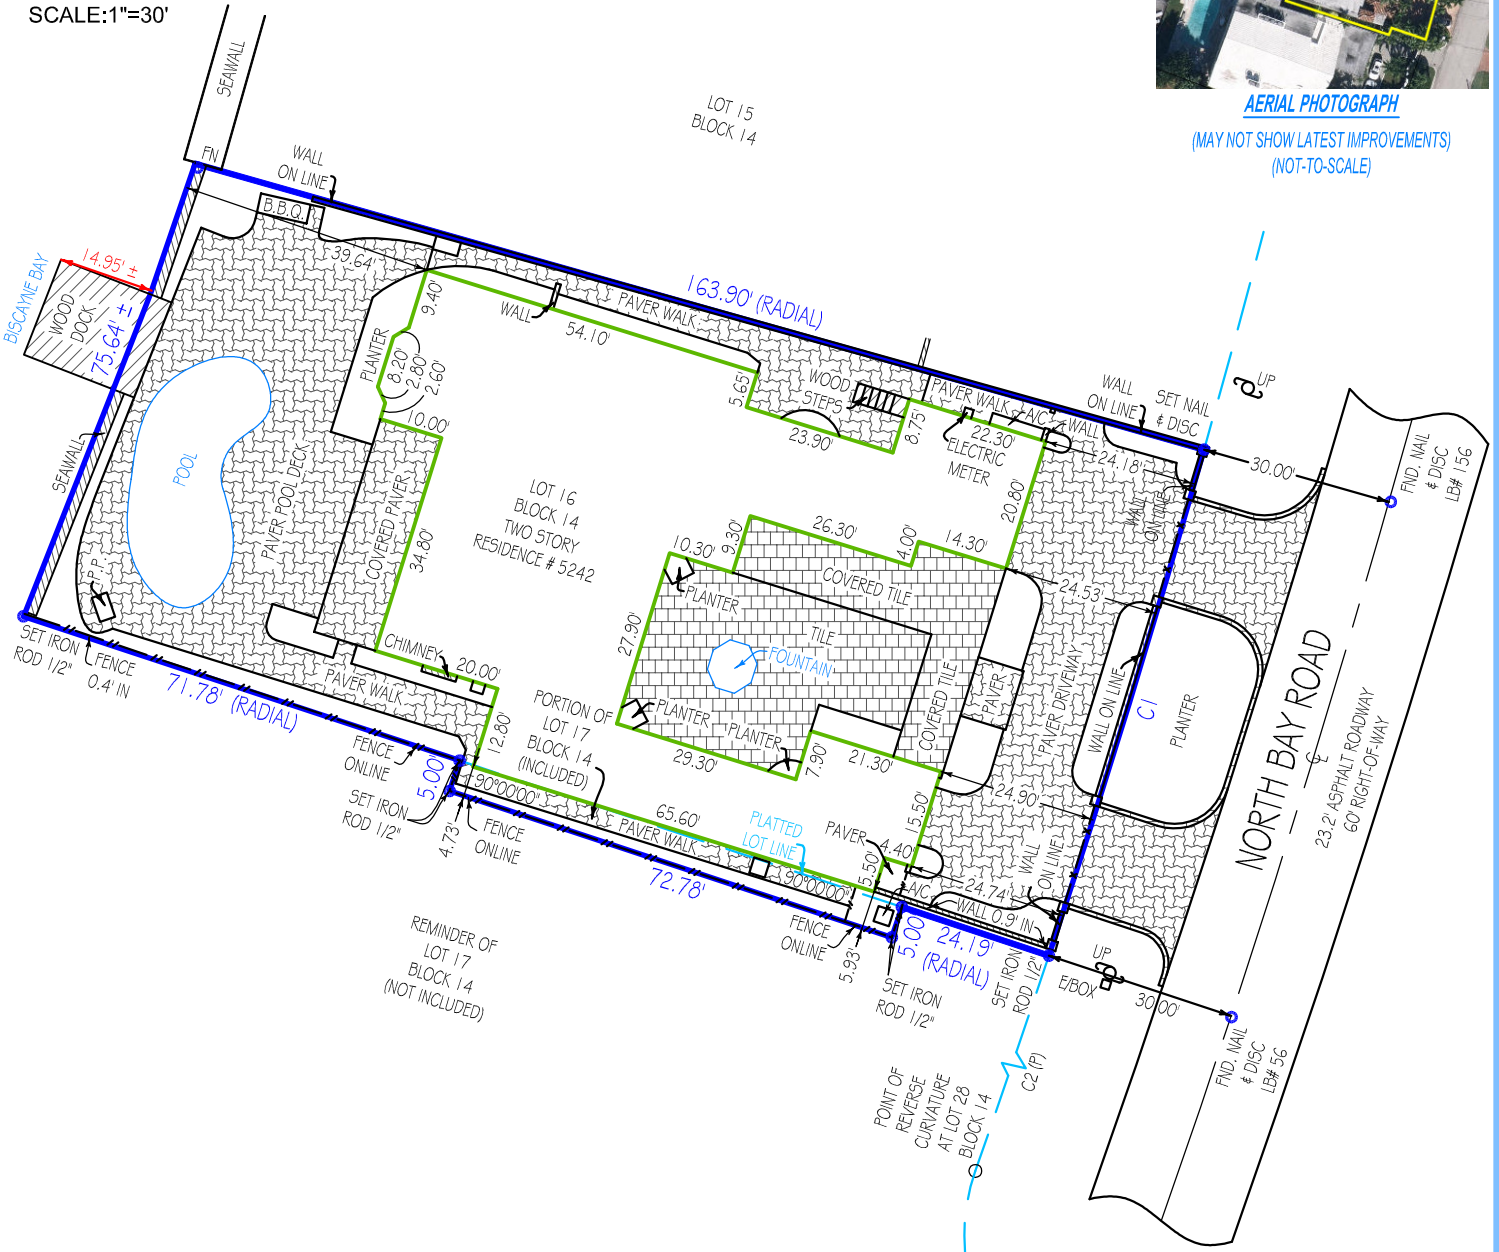 SCALE:1"=30'
SEAWALL
LOT 15
BLOCK 14
AERIAL PHOTOGRAPH
(MAY NOT SHOW LATEST IMPROVEMENTS)
(NOT-TO-SCALE)
FN
WALL
ON LINE
B.B.Q.
39.64'
14.95' ±
BISCAYNE BAY
WOOD
DOCK
75.64' ±
163.90' (RADIAL)
9.40'
WALL
54.10'
PAVER WALK
PLANTER
8.20'
2.80'
2.60'
10.00'
5.65'
WOOD
STEPS
23.90'
8.75'
PAVER WALK
A/C
WALL
22.30'
ELECTRIC
METER
WALL
ON LINE
SET NAIL
& DISC
UP
24.18'
30.00'
FND. NAIL
& DISC
LB# 156
WALL
ON LINE
SEAWALL
POOL
PAVER POOL DECK
COVERED PAVER
34.80'
LOT 16
BLOCK 14
TWO STORY
RESIDENCE # 5242
10.30'
9.30'
26.30'
4.00'
14.30'
20.80'
COVERED TILE
24.53'
PLANTER
TILE
FOUNTAIN
27.90'
P.P.
SET IRON
ROD 1/2"
FENCE
0.4' IN
71.78' (RADIAL)
CHIMNEY
20.00'
PAVER WALK
12.80'
PORTION OF
LOT 17
BLOCK 14
(INCLUDED)
PLANTER
PLANTER
29.30'
7.90'
21.30'
COVERED TILE
PAVER
PAVER DRIVEWAY
WALL ON LINE
C1
PLANTER
NORTH BAY ROAD
23.2' ASPHALT ROADWAY
60' RIGHT-OF-WAY
℄
24.90'
15.50'
FENCE
ONLINE
5.00'
90°00'00"
SET IRON
ROD 1/2"
4.73'
FENCE
ONLINE
65.60'
PAVER WALK
PLATTED
LOT LINE
PAVER
4.40'
5.50'
90°00'00"
A/C
24.74'
WALL
ON LINE
WALL 0.9' IN
72.78'
FENCE
ONLINE
5.93'
5.00'
24.19'
(RADIAL)
SET IRON
ROD 1/2"
SET IRON
ROD 1/2"
UP
E/BOX
30.00'
FND. NAIL
& DISC
LB# 56
REMINDER OF
LOT 17
BLOCK 14
(NOT INCLUDED)
POINT OF
REVERSE
CURVATURE
AT LOT 28
BLOCK 14
C2 (P)